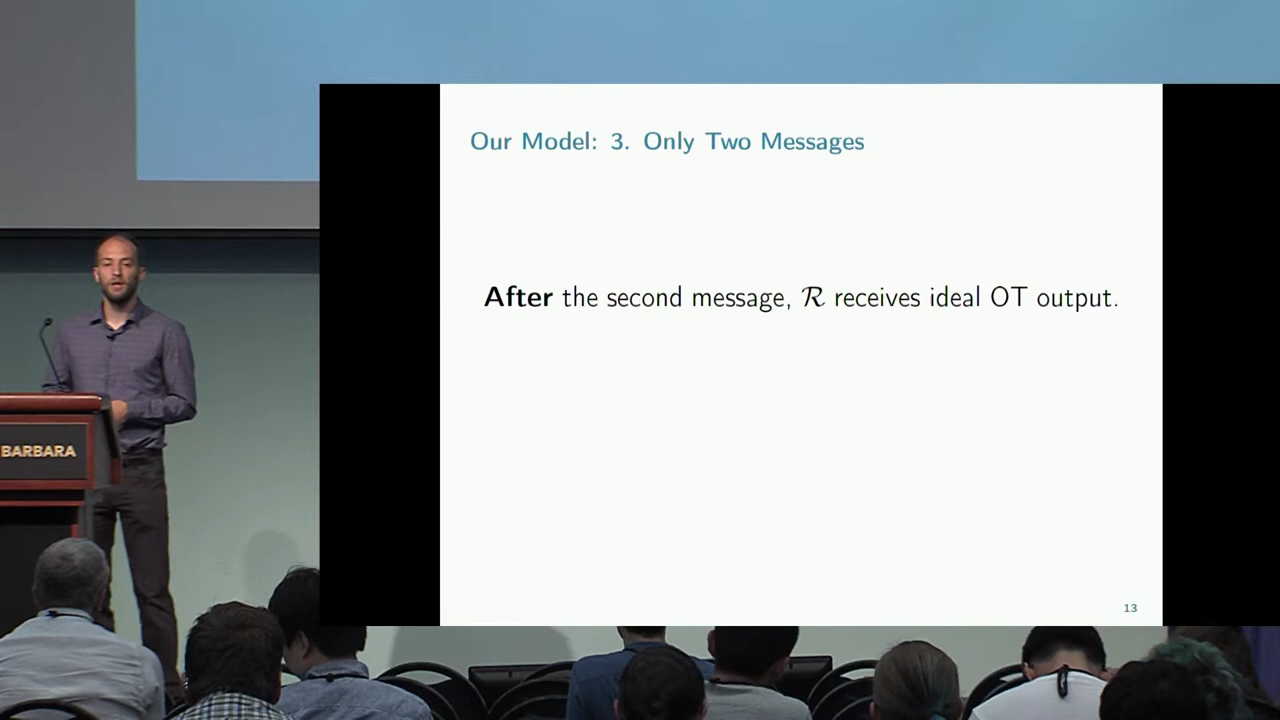 Our Model: 3. Only Two Messages
After the second message, R receives ideal OT output.
13
BARBARA